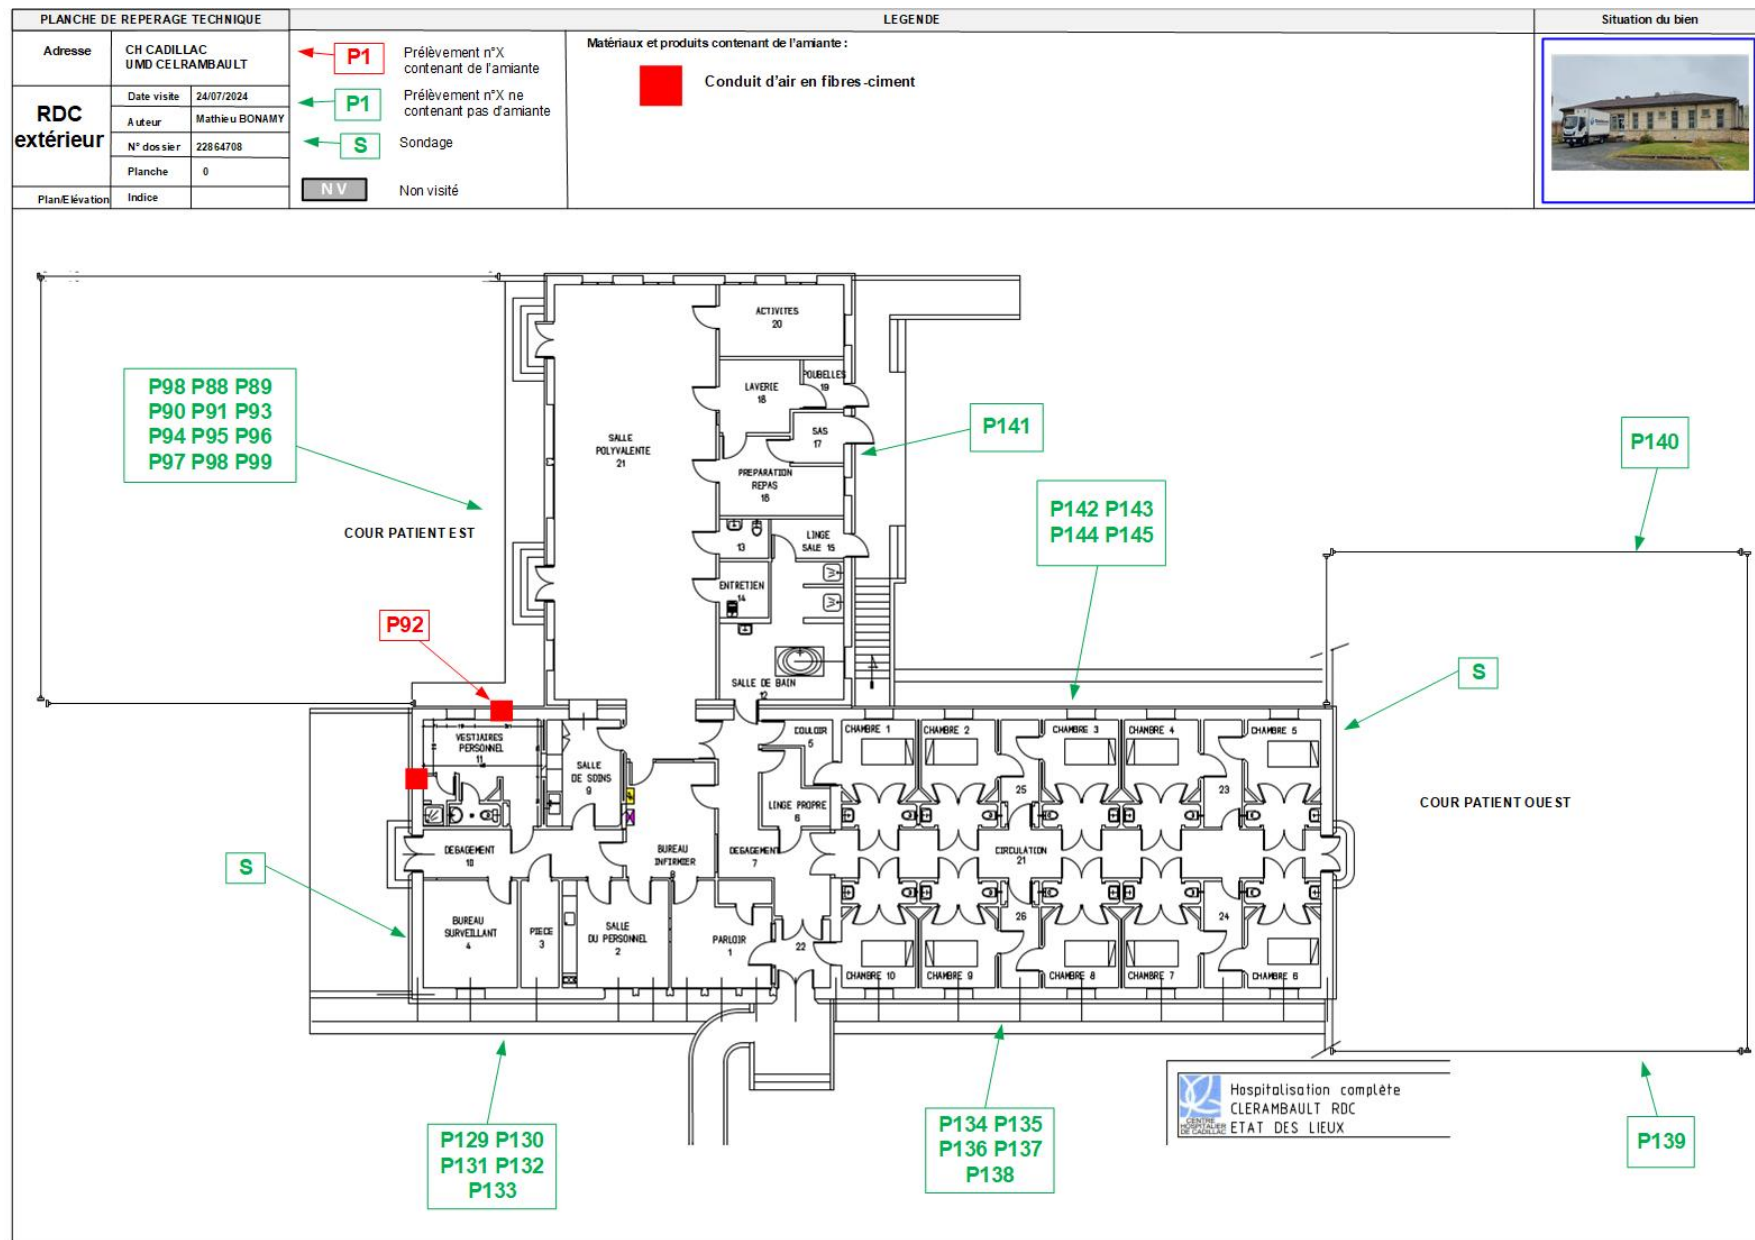 PLANCHE DE REPERAGE TECHNIQUE
LEGENDE
Situation du bien
Adresse
CH CADILLAC
UMD CELRAMBAULT
RDC
extérieur
Date visite 24/07/2024
Auteur Mathieu BONAMY
N° dossier 22864708
Planche 0
Plan/Elévation
Indice
P1
Prélèvement n°X
contenant de l'amiante
P1
Prélèvement n°X ne
contenant pas d'amiante
S
Sondage
NV
Non visité
Matériaux et produits contenant de l'amiante :
Conduit d'air en fibres-ciment
P98 P88 P89
P90 P91 P93
P94 P95 P96
P97 P98 P99
COUR PATIENT EST
P92
ACTIVITES
20
POUBELLES
19
LAVERIE
18
SAS
17
SALLE
POLYVALENTE
21
PREPARATION
REPAS
16
13
LINGE
SALE 15
ENTRETIEN
14
SALLE DE BAIN
12
P141
P142 P143
P144 P145
P140
S
VESTIAIRES
PERSONNEL
11
SALLE
DE SOINS
9
COULOIR
5
LINGE PROPRE
6
CHAMBRE 1
CHAMBRE 2
CHAMBRE 3
CHAMBRE 4
CHAMBRE 5
25
23
COUR PATIENT OUEST
DEGAGEMENT
10
BUREAU
INFIRMIER
8
DEGAGEMENT
7
CIRCULATION
21
S
BUREAU
SURVEILLANT
4
PIECE
3
SALLE
DU PERSONNEL
2
PARLOIR
1
22
26
24
CHAMBRE 10
CHAMBRE 9
CHAMBRE 8
CHAMBRE 7
CHAMBRE 6
P129 P130
P131 P132
P133
P134 P135
P136 P137
P138
P139
CENTRE
HOSPITALIER
DE CADILLAC
Hospitalisation complète
CLERAMBAULT RDC
ETAT DES LIEUX